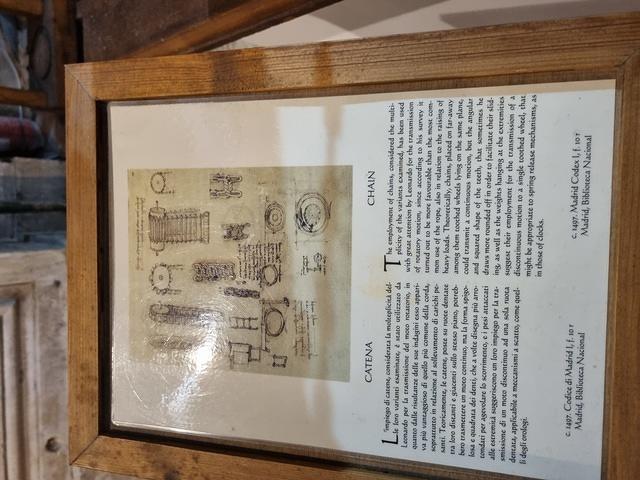 CATENA
L'impiego di catene, considerata la molteplicità del-
le loro varianti esaminate, è stato utilizzato da
Leonardo per la trasmissione del moto rotatorio, in
quanto dalle risultanze delle sue indagini esso appari-
va più vantaggioso di quello più comune della corda,
soprattutto in relazione al sollevamento di carichi pe-
santi. Teoricamente, le catene, poste su ruote dentate
tra loro distanti e giacenti sullo stesso piano, potreb-
bero trasmettere un moto continuo, ma la forma spigo-
losa e quadrata dei denti, che a volte disegna più arro-
tondati per agevolare lo scorrimento, e i pesi attaccati
alle estremità suggeriscono un loro impiego per la tra-
smissione di un moto discontinuo ad una sola ruota
dentata, applicabile a meccanismi a scatto, come quel-
li degli orologi.
c. 1497. Codice di Madrid I, f. 10 r
Madrid, Biblioteca Nacional
CHAIN
The employment of chains, considered the multi-
plicity of the variants examined, has been used
with great attention by Leonardo for the transmission
of rotatory motion, since according to his survey it
turned out to be more favourable than the most com-
mon use of the rope, also in relation to the raising of
heavy loads. Theoretically, chains, placed on far-away
among them toothed wheels lying on the same plane,
could transmit a continuous motion, but the angular
and squared shape of the teeth, that sometimes he
draws more rounded off in order to facilitate their slid-
ing, as well as the weights hanging at the extremities
suggest their employment for the transmission of a
discontinuous motion to a single toothed wheel, that
might be appropriate to spring release mechanisms, as
in those of clocks.
c. 1497. Madrid Codex I, f. 10 r
Madrid, Biblioteca Nacional